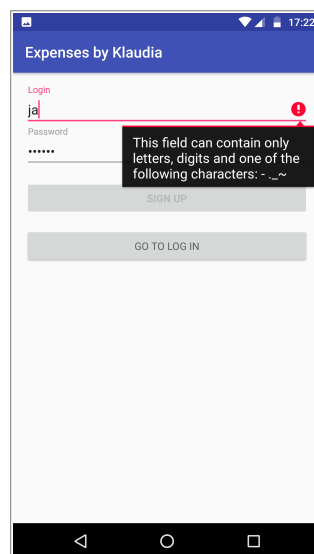 17:22
Expenses by Klaudia
Login
ja
Password
••••••
This field can contain only
letters, digits and one of the
following characters: - ._~
SIGN UP
GO TO LOG IN